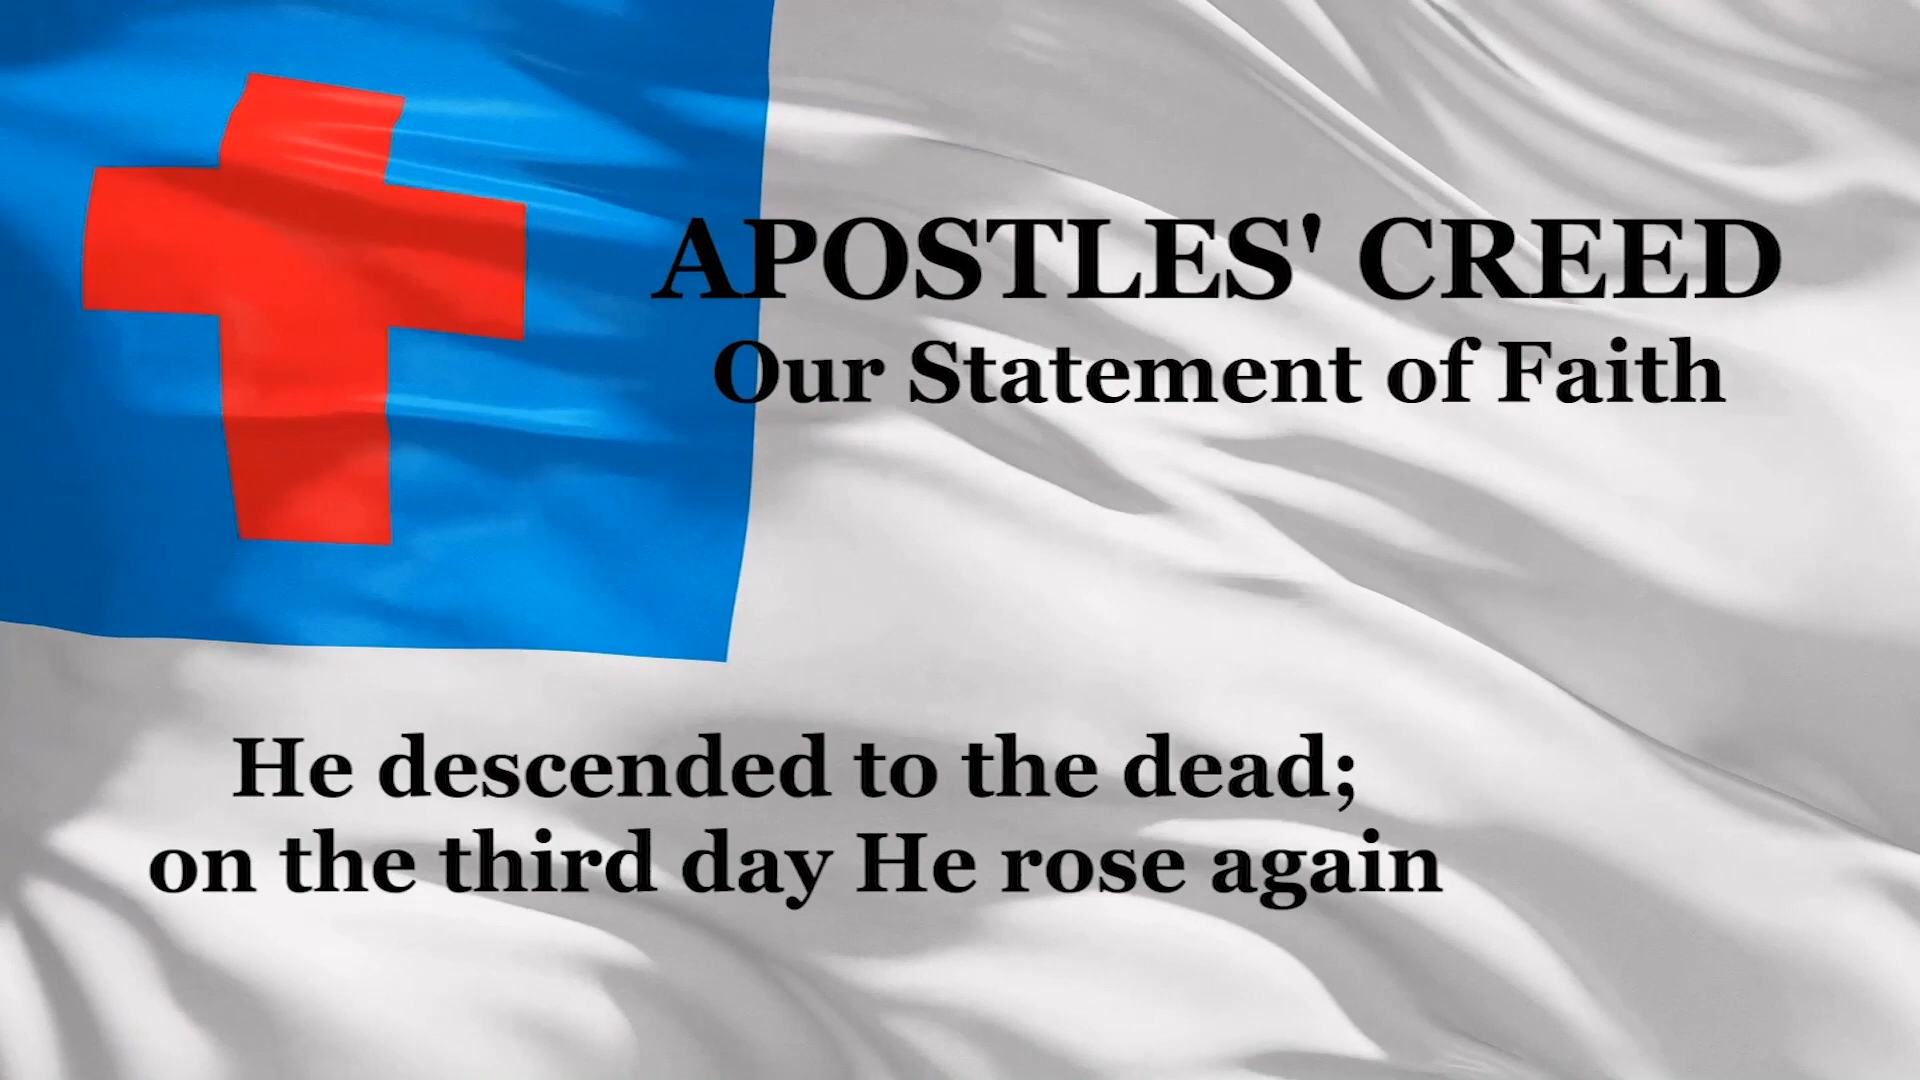 APOSTLES' CREED
Our Statement of Faith
He descended to the dead;
on the third day He rose again